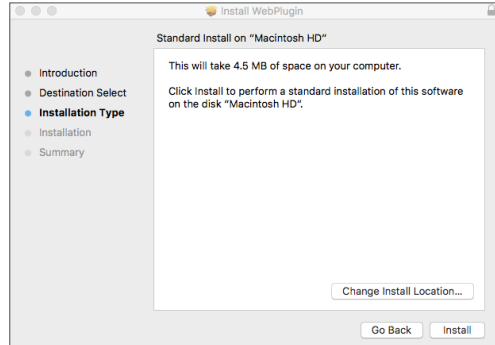 Install WebPlugin
Standard Install on “Macintosh HD”
Introduction
Destination Select
Installation Type
Installation
Summary
This will take 4.5 MB of space on your computer.
Click Install to perform a standard installation of this software
on the disk “Macintosh HD”.
Change Install Location...
Go Back
Install